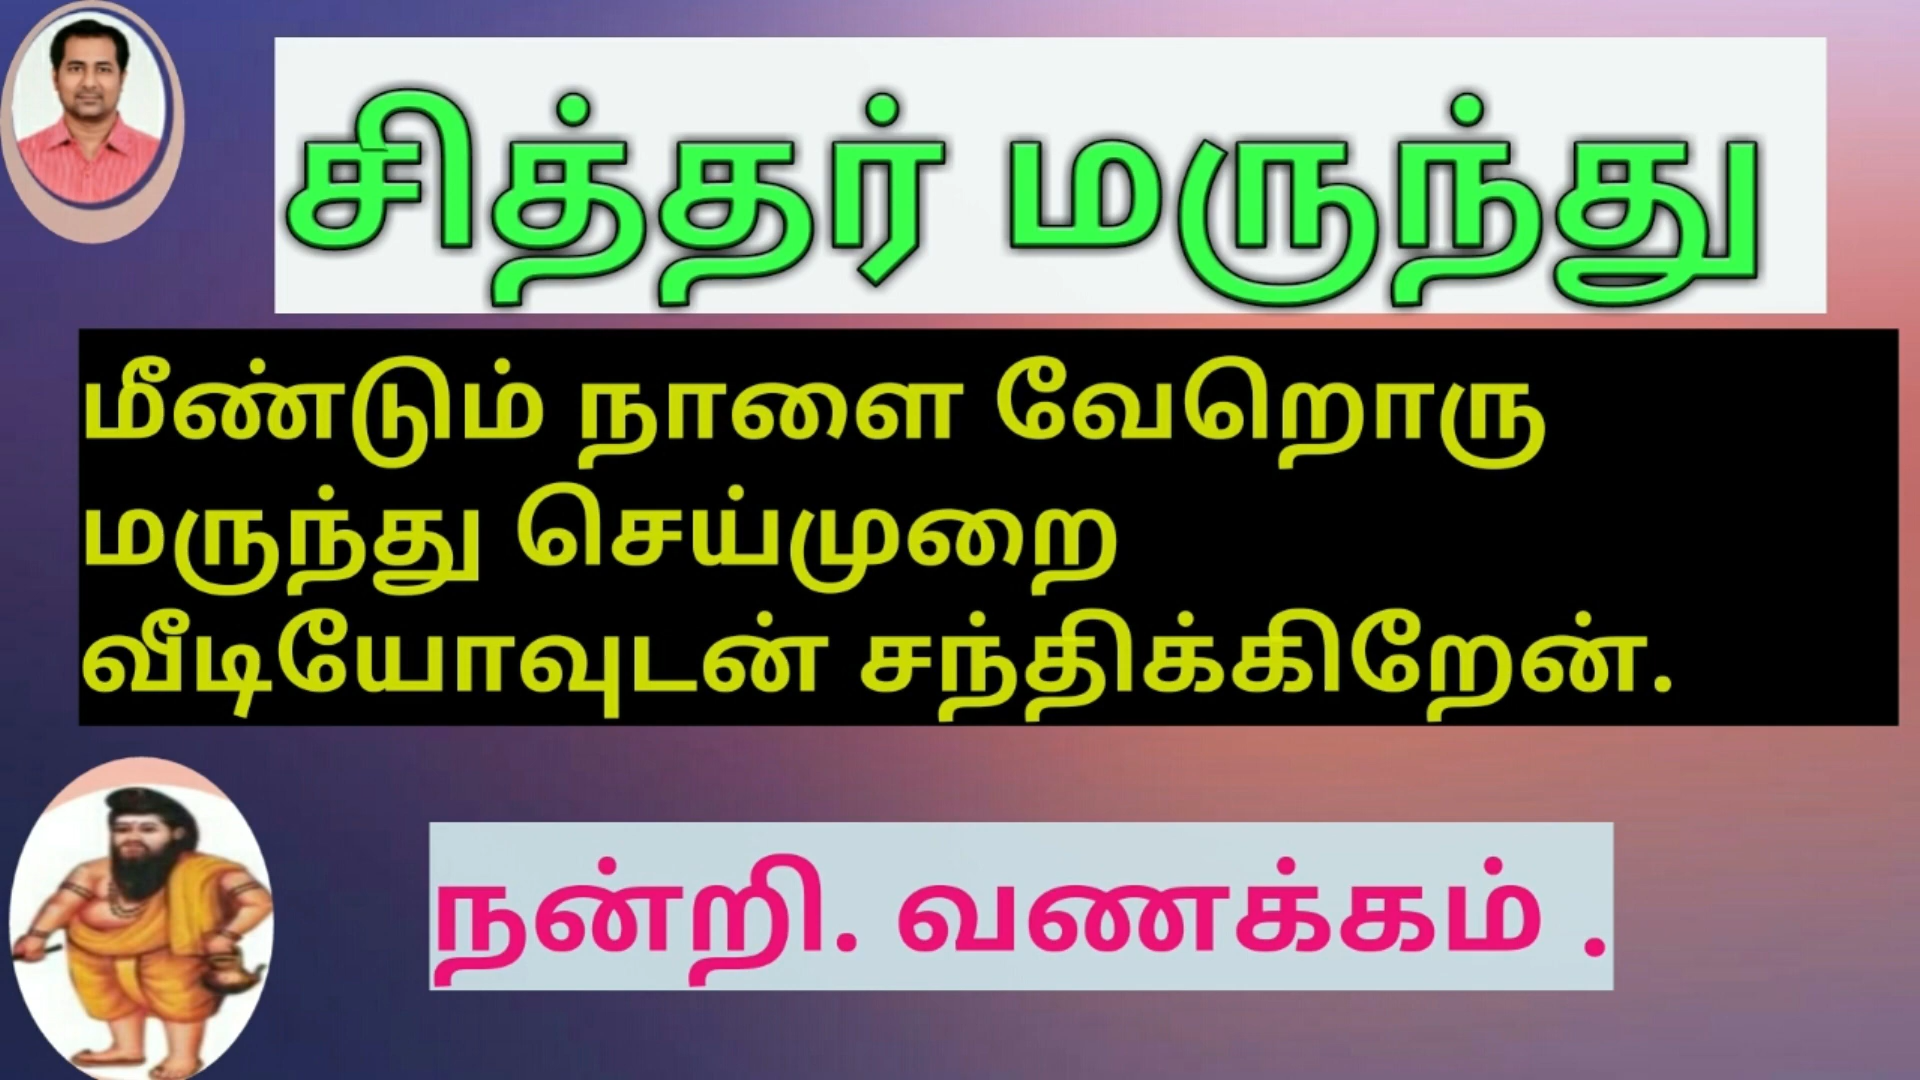 சித்தர் மருந்து
மீண்டும் நாளை வேறொரு
மருந்து செய்முறை
வீடியோவுடன் சந்திக்கிறேன்.
நன்றி. வணக்கம் .